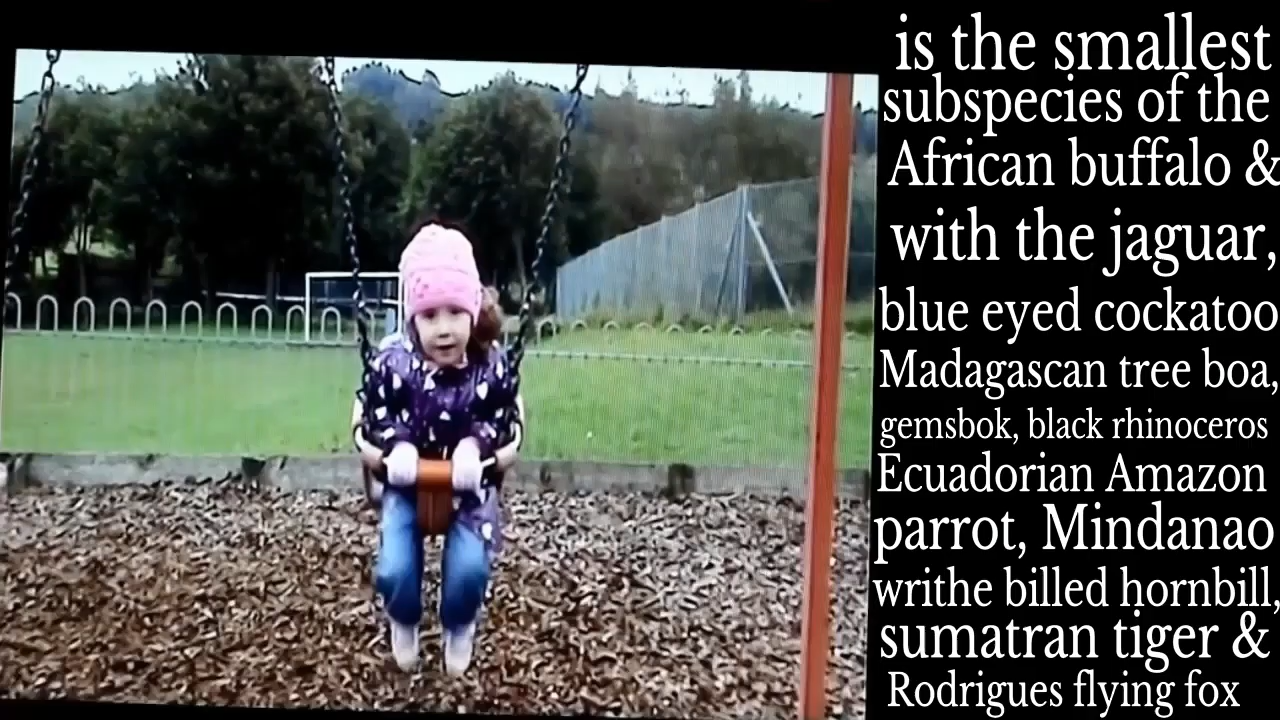 is the smallest
subspecies of the
African buffalo &
with the jaguar,
blue eyed cockatoo
Madagascan tree boa,
gemsbok, black rhinoceros
Ecuadorian Amazon
parrot, Mindanao
writhe billed hornbill,
sumatran tiger &
Rodrigues flying fox